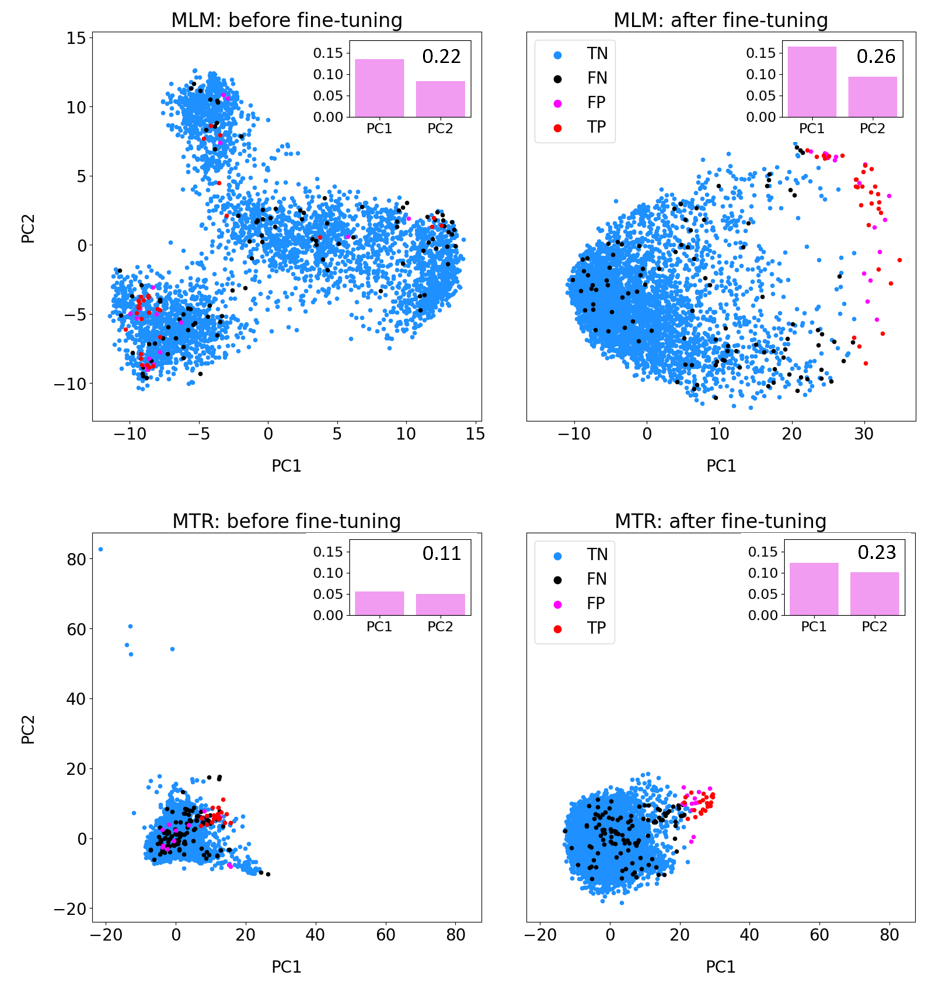 MLM: before fine-tuning
MLM: after fine-tuning
15
10
5
0
−5
−10
PC2
0.15
0.10
0.05
0.00
0.22
PC1 PC2
−10 −5 0 5 10 15
PC1
TN
FN
FP
TP
0.15
0.10
0.05
0.00
0.26
PC1 PC2
−10 0 10 20 30
PC1
MTR: before fine-tuning
MTR: after fine-tuning
80
60
40
20
0
−20
PC2
0.15
0.10
0.05
0.00
0.11
PC1 PC2
−20 0 20 40 60 80
PC1
TN
FN
FP
TP
0.15
0.10
0.05
0.00
0.23
PC1 PC2
−20 0 20 40 60 80
PC1